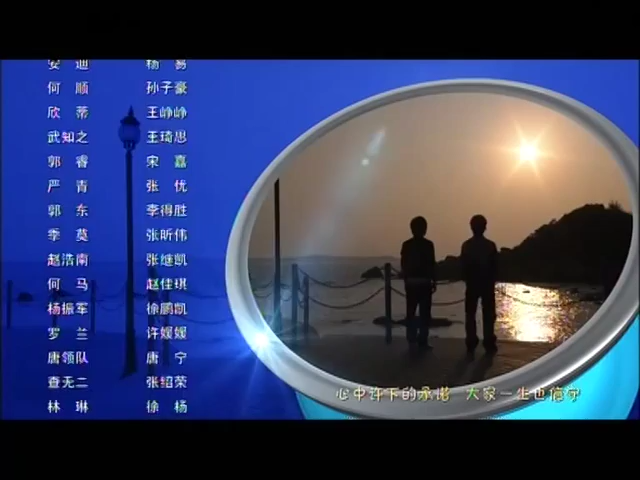 安迪 杨易
何顺 孙子豪
欣蒂 王峥峥
武知之 王琦思
郭睿 宋嘉
严青 张忧
郭东 李得胜
季莫 张昕伟
赵浩南 张继凯
何马 赵佳琪
杨振军 徐鹏凯
罗兰 许媛媛
唐领队 唐宁
查无二 张绍荣
林琳 徐杨
心中许下的承诺 大家一生也信守